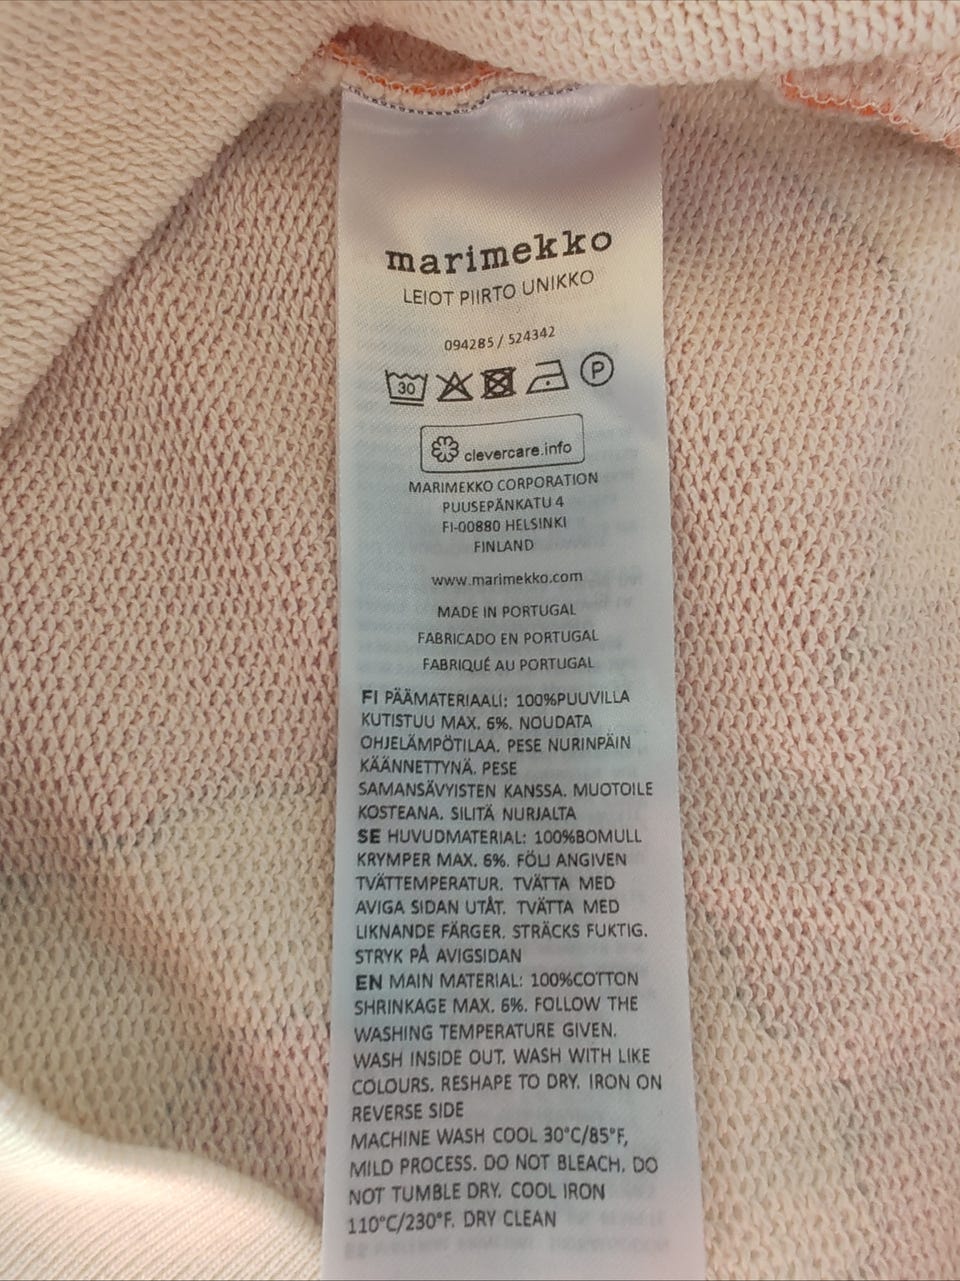 marimekko
LEIOT PIIRTO UNIKKO
094285 / 524342
30 P
clevercare.info
MARIMEKKO CORPORATION
PUUSEPÄNKATU 4
FI-00880 HELSINKI
FINLAND
www.marimekko.com
MADE IN PORTUGAL
FABRICADO EN PORTUGAL
FABRIQUÉ AU PORTUGAL
FI PÄÄMATERIAALI: 100%PUUVILLA
KUTISTUU MAX. 6%. NOUDATA
OHJELÄMPÖTILAA. PESE NURINPÄIN
KÄÄNNETTYNÄ. PESE
SAMANSÄVYISTEN KANSSA. MUOTOILE
KOSTEANA. SILITÄ NURJALTA
SE HUVUDMATERIAL: 100%BOMULL
KRYMPER MAX. 6%. FÖLJ ANGIVEN
TVÄTTEMPERATUR. TVÄTTA MED
AVIGA SIDAN UTÅT. TVÄTTA MED
LIKNANDE FÄRGER. STRÄCKS FUKTIG.
STRYK PÅ AVIGSIDAN
EN MAIN MATERIAL: 100%COTTON
SHRINKAGE MAX. 6%. FOLLOW THE
WASHING TEMPERATURE GIVEN.
WASH INSIDE OUT. WASH WITH LIKE
COLOURS. RESHAPE TO DRY. IRON ON
REVERSE SIDE
MACHINE WASH COOL 30°C/85°F,
MILD PROCESS. DO NOT BLEACH. DO
NOT TUMBLE DRY. COOL IRON
110°C/230°F. DRY CLEAN